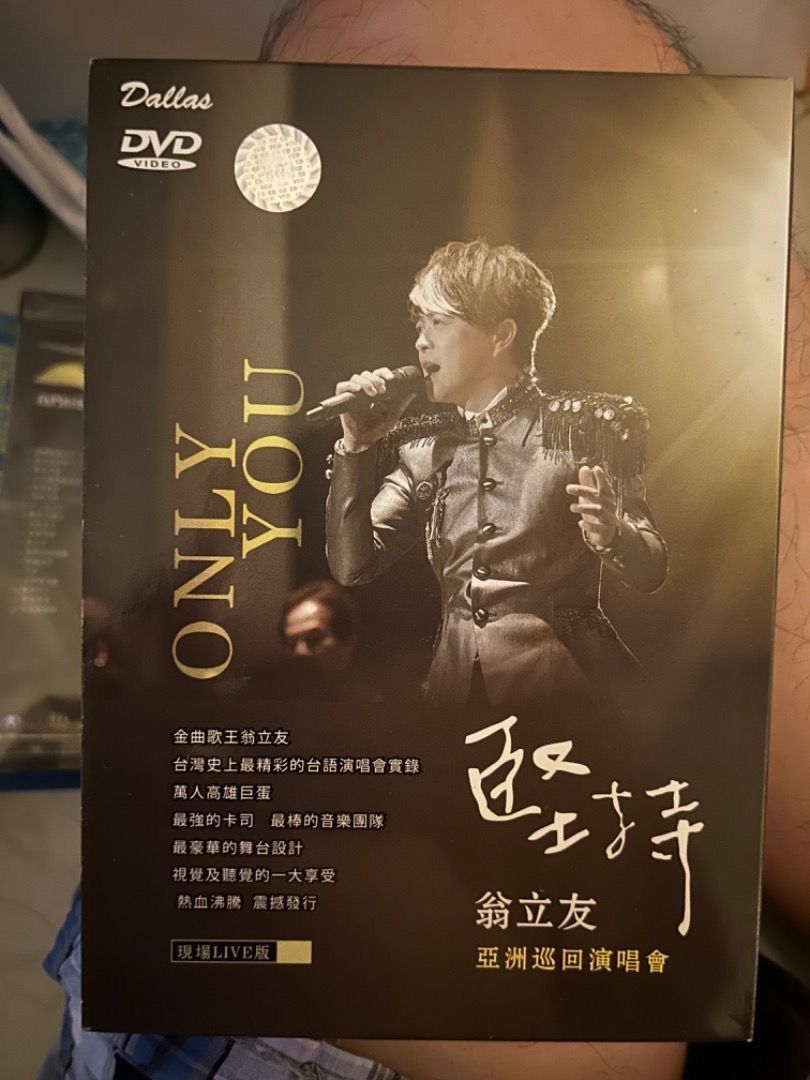 Dallas
DVD
VIDEO
ONLY
YOU
金曲歌王翁立友
台灣史上最精彩的台語演唱會實錄
萬人高雄巨蛋
最強的卡司 最棒的音樂團隊
最豪華的舞台設計
視覺及聽覺的一大享受
熱血沸騰 震撼發行
現場LIVE版
堅持
翁立友
亞洲巡回演唱會